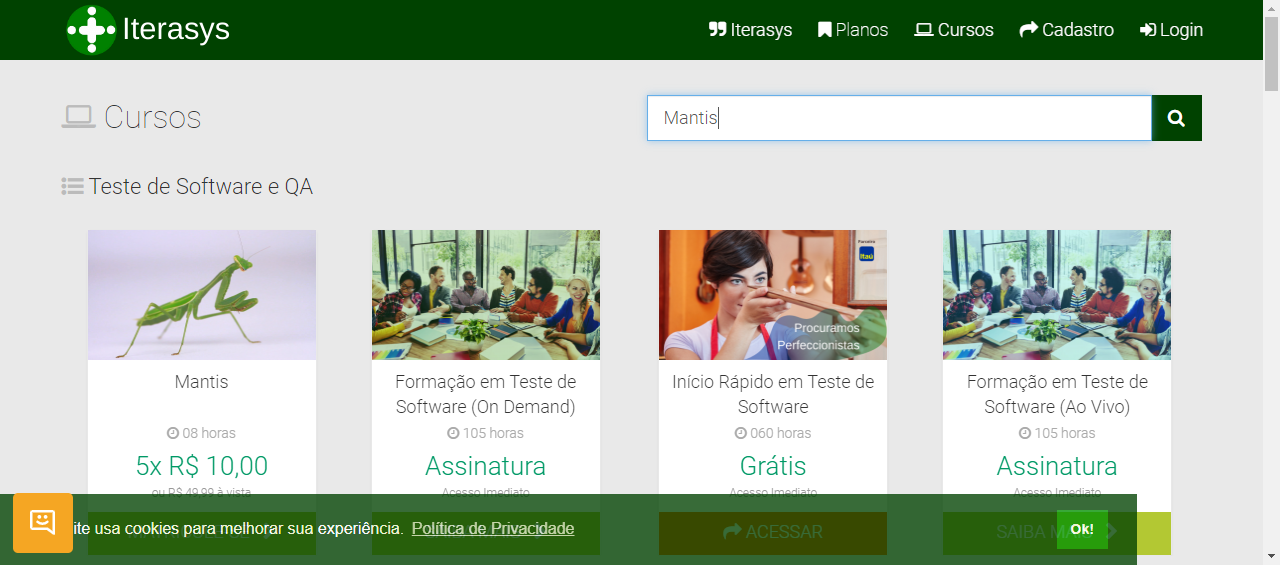 Iterasys
Iterasys Planos Cursos Cadastro Login
Cursos
Mantis
Teste de Software e QA
Procuramos
Perfeccionistas
Itaú
Mantis
08 horas
5x R$ 10,00
ou R$ 49,99 à vista
Formação em Teste de
Software (On Demand)
105 horas
Assinatura
Acesso Imediato
Início Rápido em Teste de
Software
060 horas
Grátis
Acesso Imediato
ACESSAR
Formação em Teste de
Software (Ao Vivo)
105 horas
Assinatura
Acesso Imediato
SAIBA MAIS
ite usa cookies para melhorar sua experiência. Política de Privacidade
Ok!